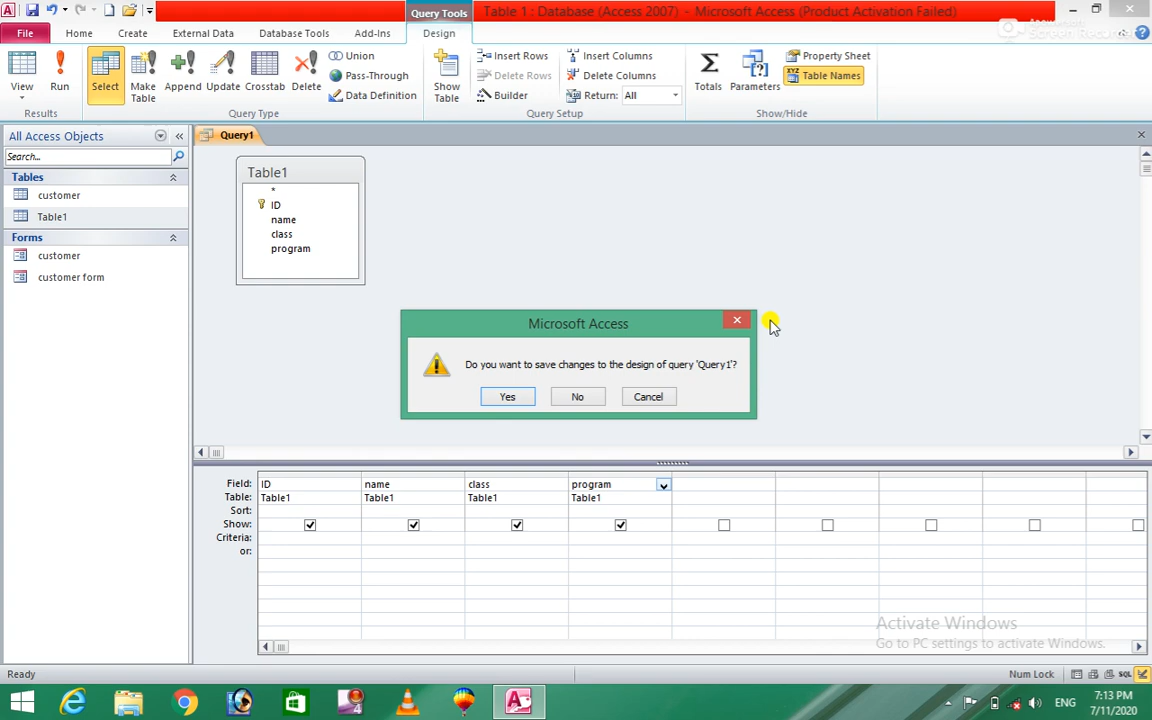 Query Tools
Table 1 : Database (Access 2007) - Microsoft Access (Product Activation Failed)
File
Home
Create
External Data
Database Tools
Add-Ins
Design
View
Run
Select
Make Table
Append
Update
Crosstab
Delete
Union
Pass-Through
Data Definition
Show Table
Insert Rows
Delete Rows
Builder
Insert Columns
Delete Columns
Return: All
Totals
Parameters
Property Sheet
Table Names
Results
Query Type
Query Setup
Show/Hide
All Access Objects
Search...
Tables
customer
Table1
Forms
customer
customer form
Query1
Table1
*
ID
name
class
program
Microsoft Access
Do you want to save changes to the design of query 'Query1'?
Yes
No
Cancel
Field: ID name class program
Table: Table1 Table1 Table1 Table1
Sort:
Show:
Criteria:
or:
Activate Windows
Go to PC settings to activate Windows.
Ready
Num Lock
SQL
ENG
7:13 PM
7/11/2020